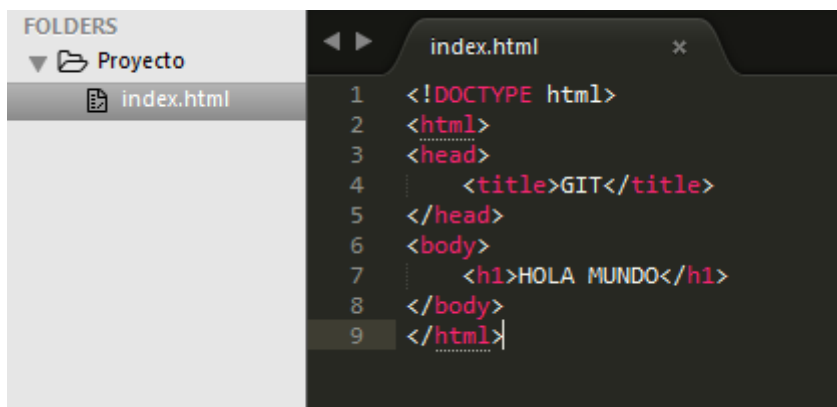 FOLDERS
Proyecto
index.html
index.html
1 <!DOCTYPE html>
2 <html>
3 <head>
4 <title>GIT</title>
5 </head>
6 <body>
7 <h1>HOLA MUNDO</h1>
8 </body>
9 </html>